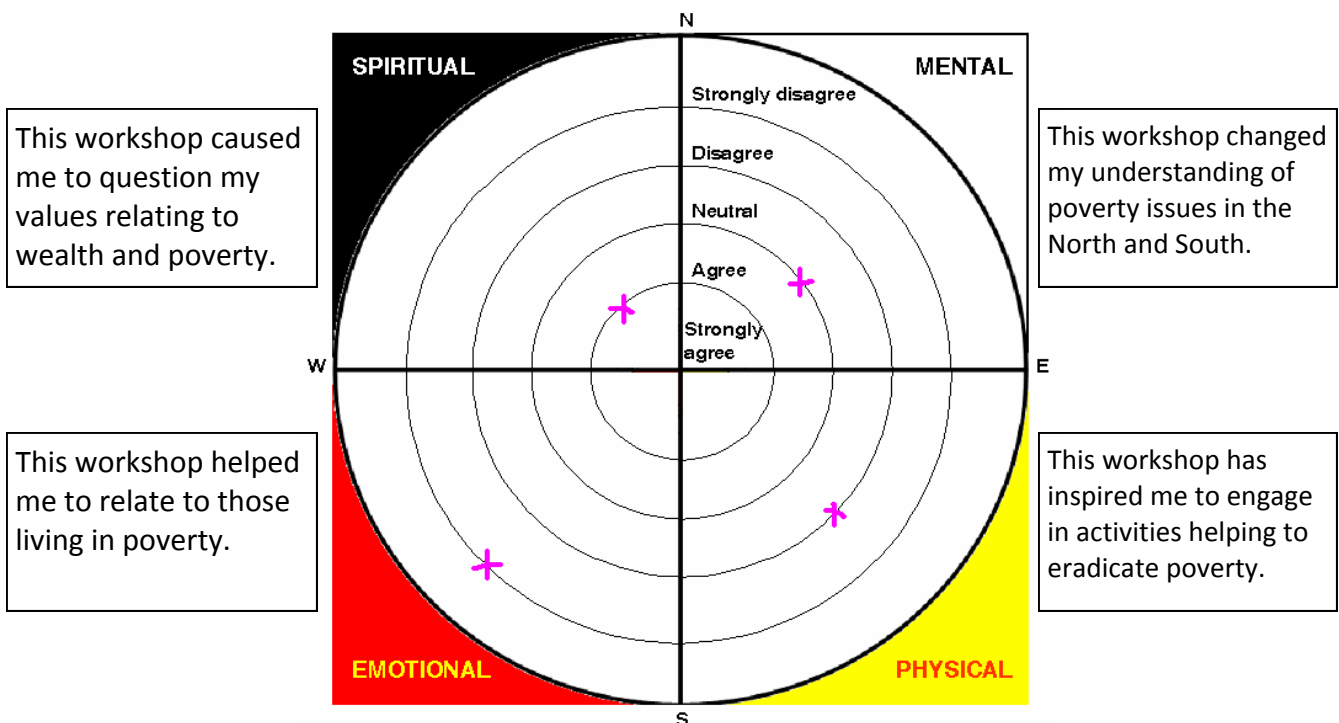 N
SPIRITUAL
MENTAL
Strongly disagree
Disagree
Neutral
Agree
Strongly
agree
W
E
S
EMOTIONAL
PHYSICAL
This workshop caused
me to question my
values relating to
wealth and poverty.
This workshop changed
my understanding of
poverty issues in the
North and South.
This workshop helped
me to relate to those
living in poverty.
This workshop has
inspired me to engage
in activities helping to
eradicate poverty.